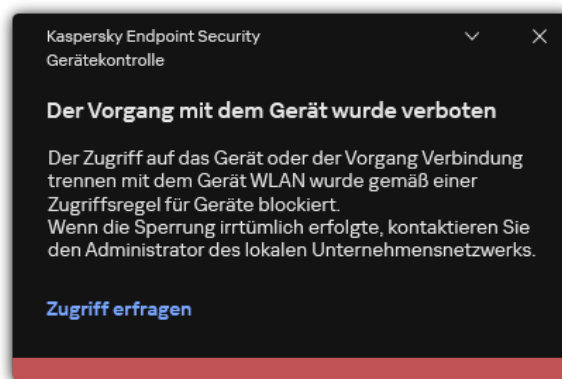 Kaspersky Endpoint Security
Gerätekontrolle
Der Vorgang mit dem Gerät wurde verboten
Der Zugriff auf das Gerät oder der Vorgang Verbindung
trennen mit dem Gerät WLAN wurde gemäß einer
Zugriffsregel für Geräte blockiert.
Wenn die Sperrung irrtümlich erfolgte, kontaktieren Sie
den Administrator des lokalen Unternehmensnetzwerks.
Zugriff erfragen